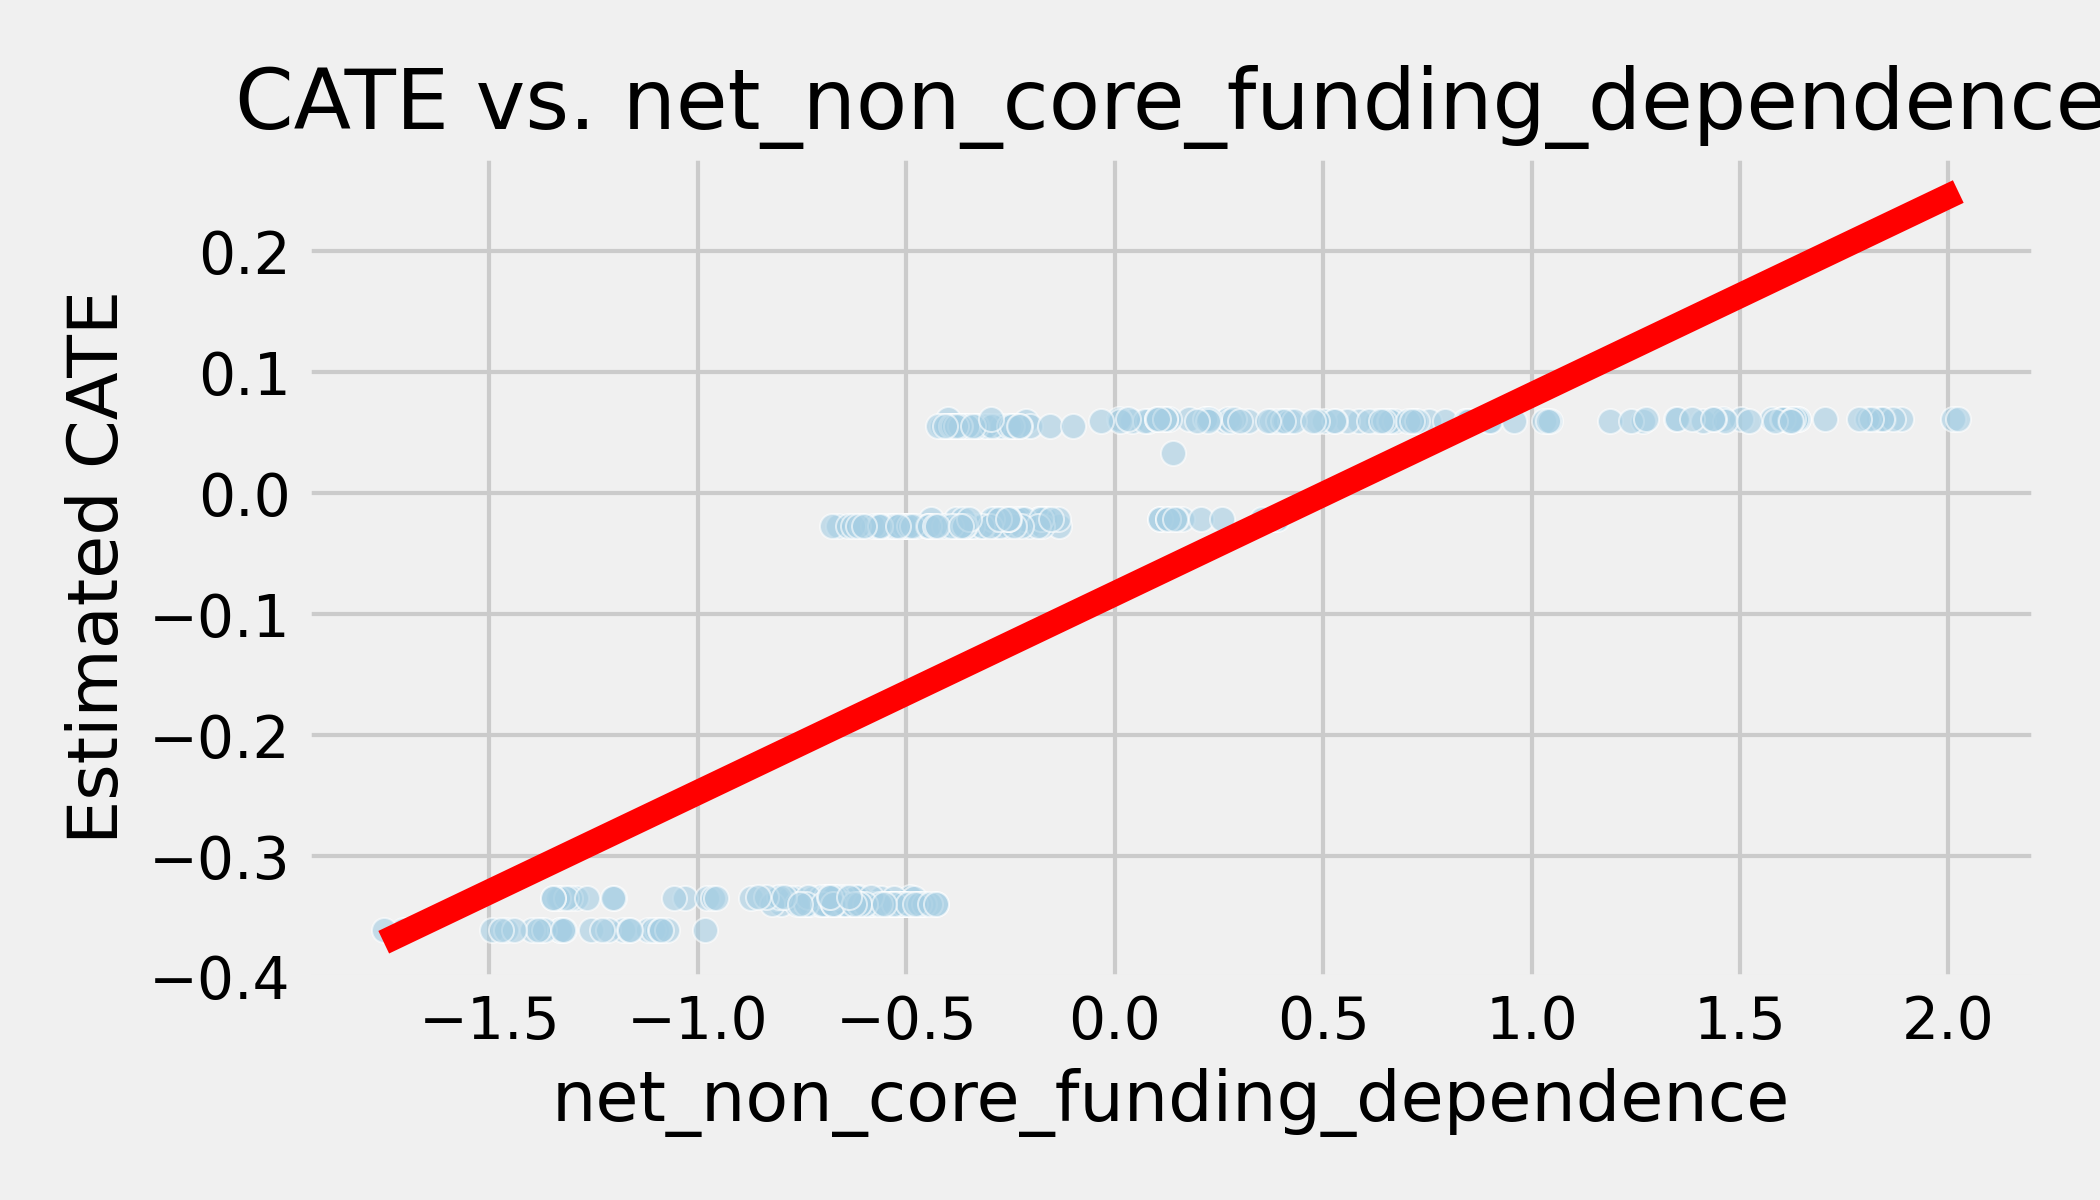 CATE vs. net_non_core_funding_dependence
Estimated CATE
0.2
0.1
0.0
−0.1
−0.2
−0.3
−0.4
−1.5 −1.0 −0.5 0.0 0.5 1.0 1.5 2.0
net_non_core_funding_dependence